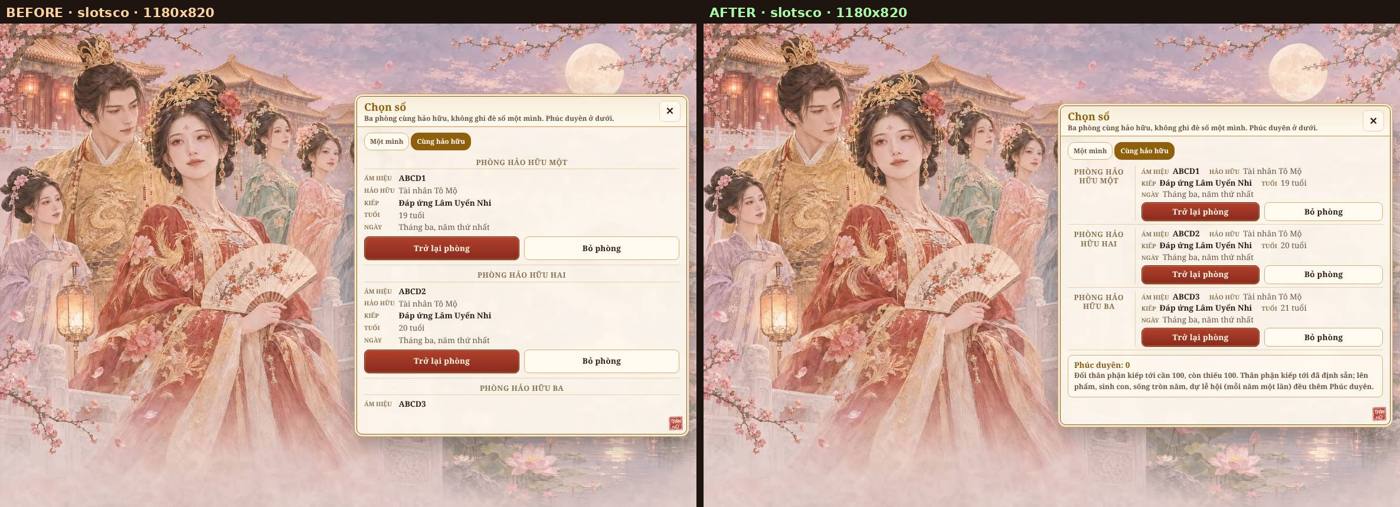 BEFORE · slotsco · 1180x820
Chọn sổ
Ba phòng cùng hảo hữu, không ghi đè sổ một mình. Phúc duyên ở dưới.
×
Một mình
Cùng hảo hữu
PHÒNG HẢO HỮU MỘT
ÁM HIỆU ABCD1
HẢO HỮU Tài nhân Tô Mộ
KIẾP Đáp ứng Lâm Uyển Nhi
TUỔI 19 tuổi
NGÀY Tháng ba, năm thứ nhất
Trở lại phòng
Bỏ phòng
PHÒNG HẢO HỮU HAI
ÁM HIỆU ABCD2
HẢO HỮU Tài nhân Tô Mộ
KIẾP Đáp ứng Lâm Uyển Nhi
TUỔI 20 tuổi
NGÀY Tháng ba, năm thứ nhất
Trở lại phòng
Bỏ phòng
PHÒNG HẢO HỮU BA
ÁM HIỆU ABCD3
AFTER · slotsco · 1180x820
Chọn sổ
Ba phòng cùng hảo hữu, không ghi đè sổ một mình. Phúc duyên ở dưới.
×
Một mình
Cùng hảo hữu
PHÒNG HẢO HỮU MỘT
ÁM HIỆU ABCD1 HẢO HỮU Tài nhân Tô Mộ
KIẾP Đáp ứng Lâm Uyển Nhi TUỔI 19 tuổi
NGÀY Tháng ba, năm thứ nhất
Trở lại phòng
Bỏ phòng
PHÒNG HẢO HỮU HAI
ÁM HIỆU ABCD2 HẢO HỮU Tài nhân Tô Mộ
KIẾP Đáp ứng Lâm Uyển Nhi TUỔI 20 tuổi
NGÀY Tháng ba, năm thứ nhất
Trở lại phòng
Bỏ phòng
PHÒNG HẢO HỮU BA
ÁM HIỆU ABCD3 HẢO HỮU Tài nhân Tô Mộ
KIẾP Đáp ứng Lâm Uyển Nhi TUỔI 21 tuổi
NGÀY Tháng ba, năm thứ nhất
Trở lại phòng
Bỏ phòng
Phúc duyên: 0
Đổi thân phận kiếp tới cần 100, còn thiếu 100. Thân phận kiếp tới đã định sẵn; lên
phẩm, sinh con, sống tròn năm, dự lễ hội (mỗi năm một lần) đều thêm Phúc duyên.